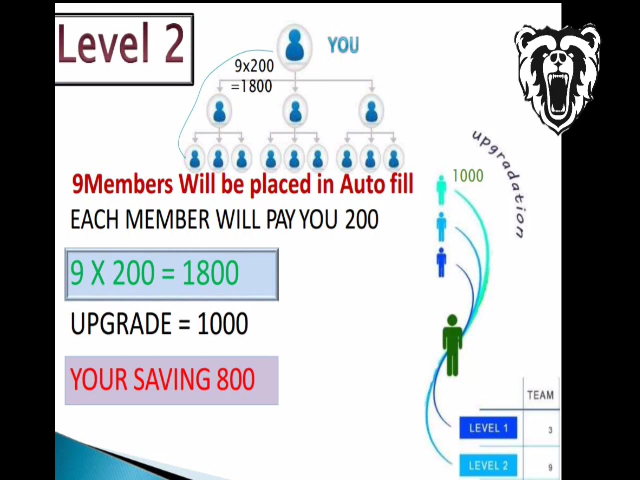 Level 2
YOU
9x200
=1800
9Members Will be placed in Auto fill
EACH MEMBER WILL PAY YOU 200
9 X 200 = 1800
UPGRADE = 1000
YOUR SAVING 800
upgradation
1000
TEAM
LEVEL 1 3
LEVEL 2 9